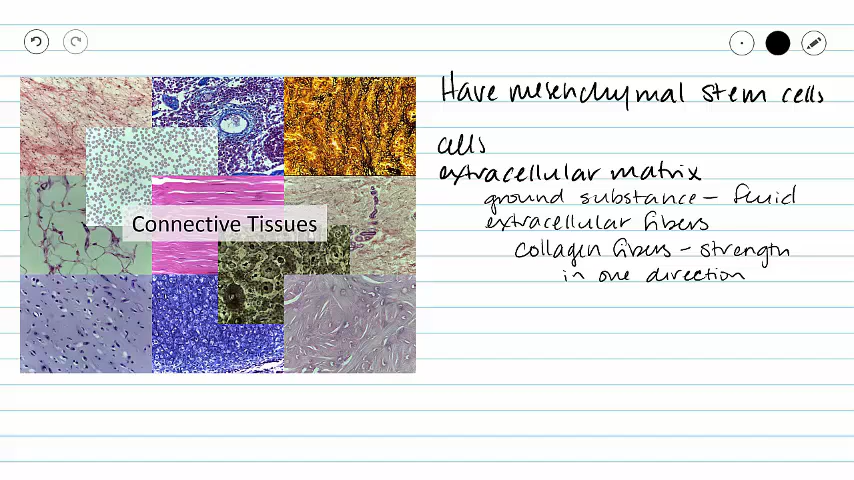 Have mesenchymal stem cells
cells
extracellular matrix
ground substance – fluid
extracellular fibers
collagen fibers – strength
in one direction
Connective Tissues